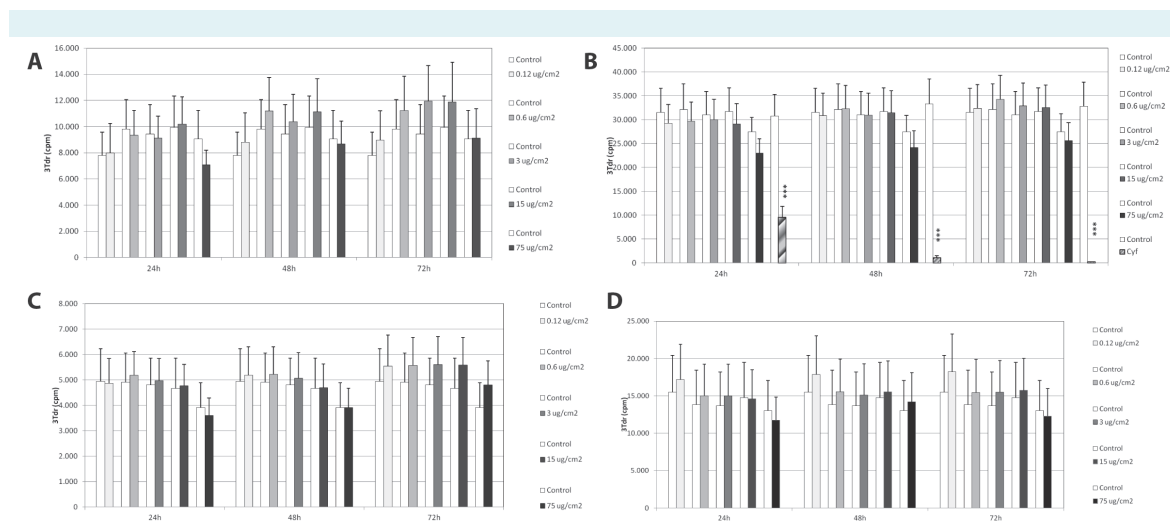 A
16.000
14.000
12.000
10.000
8.000
6.000
4.000
2.000
0
3Tdr (cpm)
24h
48h
72h
Control
0.12 ug/cm2
Control
0.6 ug/cm2
Control
3 ug/cm2
Control
15 ug/cm2
Control
75 ug/cm2
B
45.000
40.000
35.000
30.000
25.000
20.000
15.000
10.000
5.000
0
3Tdr (cpm)
***
***
***
24h
48h
72h
Control
0.12 ug/cm2
Control
0.6 ug/cm2
Control
3 ug/cm2
Control
15 ug/cm2
Control
75 ug/cm2
Control
Cyf
C
8.000
7.000
6.000
5.000
4.000
3.000
2.000
1.000
0
3Tdr (cpm)
24h
48h
72h
Control
0.12 ug/cm2
Control
0.6 ug/cm2
Control
3 ug/cm2
Control
15 ug/cm2
Control
75 ug/cm2
D
25.000
20.000
15.000
10.000
5.000
0
3Tdr (cpm)
24h
48h
72h
Control
0.12 ug/cm2
Control
0.6 ug/cm2
Control
3 ug/cm2
Control
15 ug/cm2
Control
75 ug/cm2